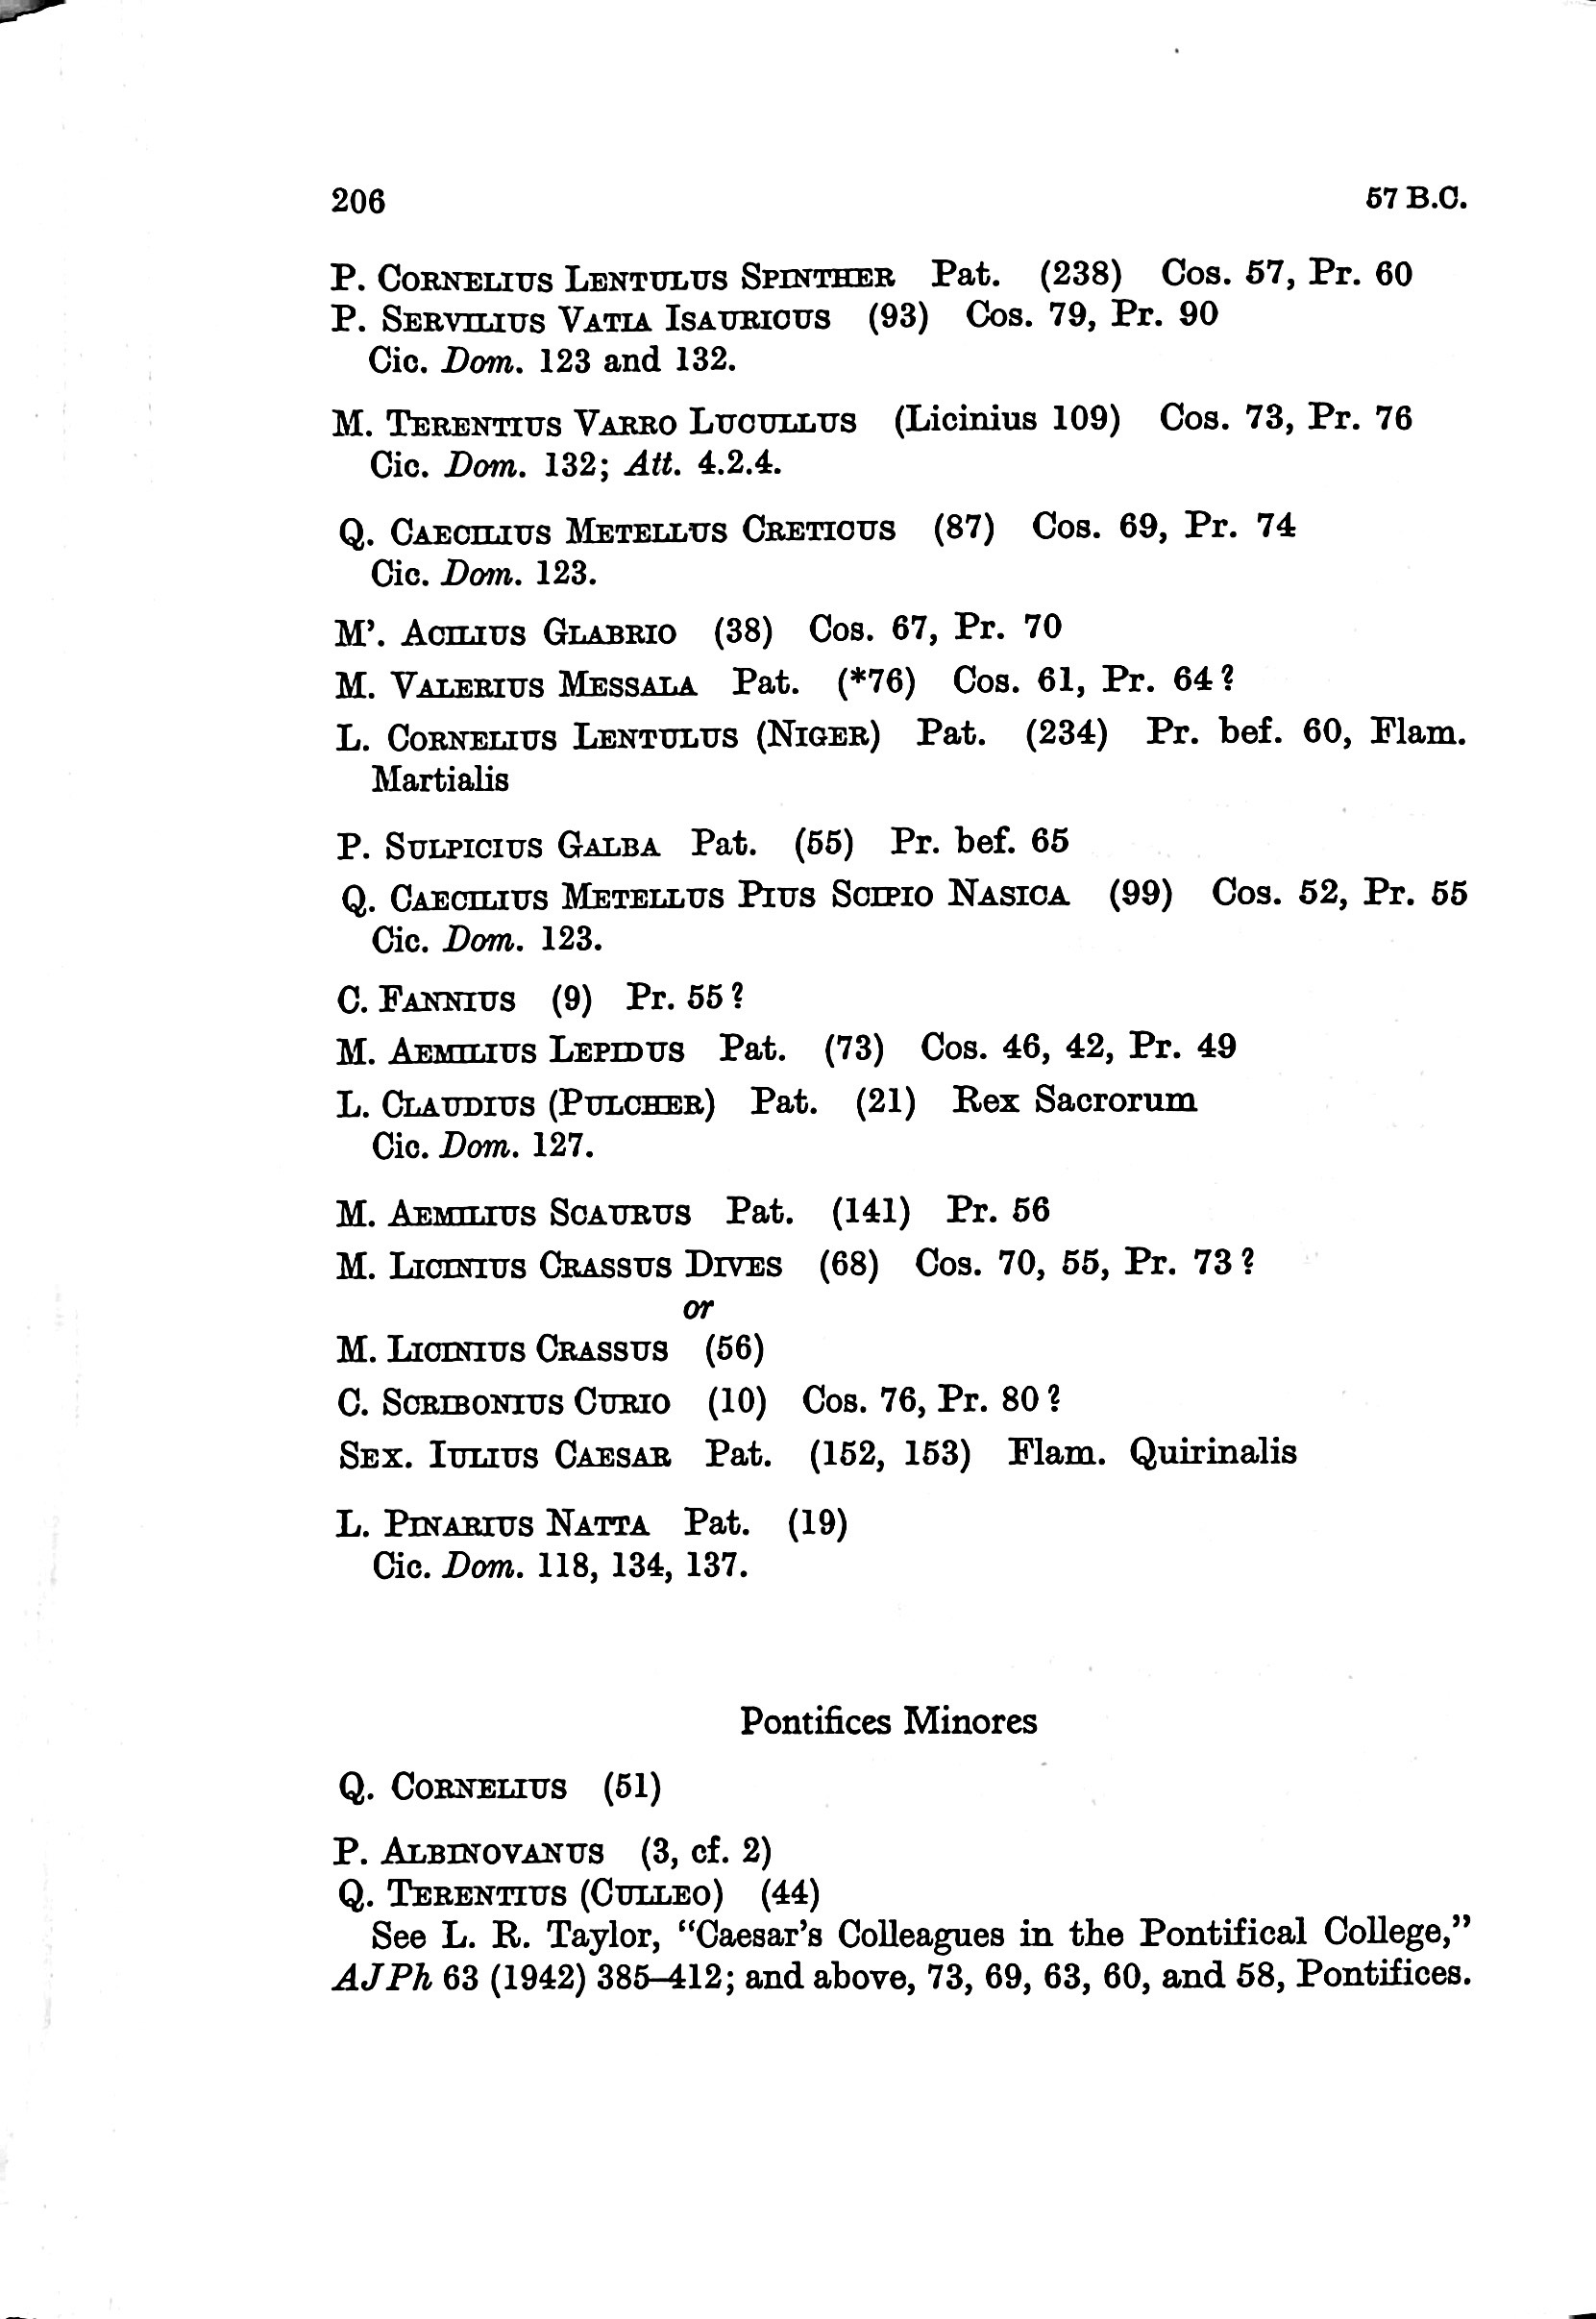 206 57 B.C.
P. Cornelius Lentulus Spinther Pat. (238) Cos. 57, Pr. 60
P. Servilius Vatia Isauricus (93) Cos. 79, Pr. 90
Cic. Dom. 123 and 132.
M. Terentius Varro Lucullus (Licinius 109) Cos. 73, Pr. 76
Cic. Dom. 132; Att. 4.2.4.
Q. Caecilius Metellus Creticus (87) Cos. 69, Pr. 74
Cic. Dom. 123.
M’. Acilius Glabrio (38) Cos. 67, Pr. 70
M. Valerius Messala Pat. (*76) Cos. 61, Pr. 64?
L. Cornelius Lentulus (Niger) Pat. (234) Pr. bef. 60, Flam.
Martialis
P. Sulpicius Galba Pat. (55) Pr. bef. 65
Q. Caecilius Metellus Pius Scipio Nasica (99) Cos. 52, Pr. 55
Cic. Dom. 123.
C. Fannius (9) Pr. 55?
M. Aemilius Lepidus Pat. (73) Cos. 46, 42, Pr. 49
L. Claudius (Pulcher) Pat. (21) Rex Sacrorum
Cic. Dom. 127.
M. Aemilius Scaurus Pat. (141) Pr. 56
M. Licinius Crassus Dives (68) Cos. 70, 55, Pr. 73?
or
M. Licinius Crassus (56)
C. Scribonius Curio (10) Cos. 76, Pr. 80?
Sex. Iulius Caesar Pat. (152, 153) Flam. Quirinalis
L. Pinarius Natta Pat. (19)
Cic. Dom. 118, 134, 137.
Pontifices Minores
Q. Cornelius (51)
P. Albinovanus (3, cf. 2)
Q. Terentius (Culleo) (44)
See L. R. Taylor, “Caesar’s Colleagues in the Pontifical College,”
AJPh 63 (1942) 385–412; and above, 73, 69, 63, 60, and 58, Pontifices.